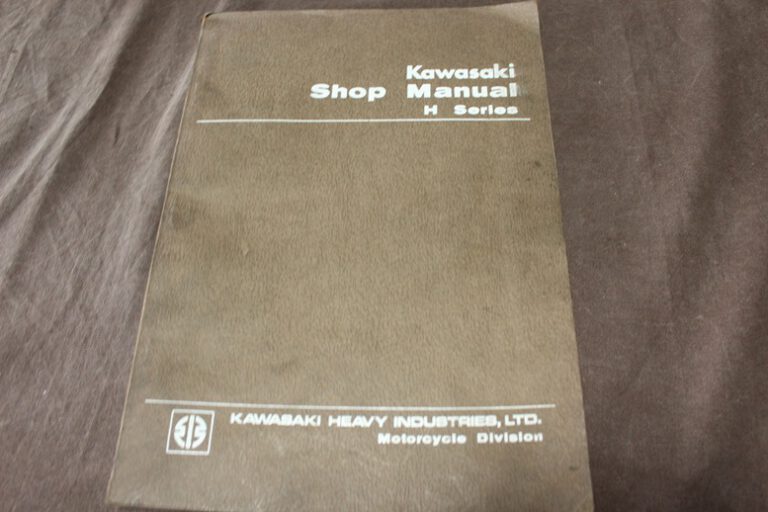 Kawasaki
Shop Manual
H Series
KAWASAKI HEAVY INDUSTRIES, LTD.
Motorcycle Division